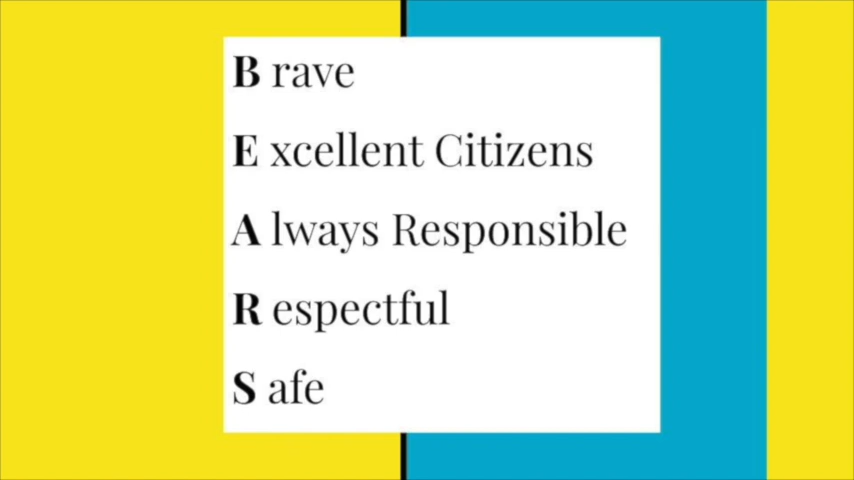 B rave
E xcellent Citizens
A lways Responsible
R espectful
S afe